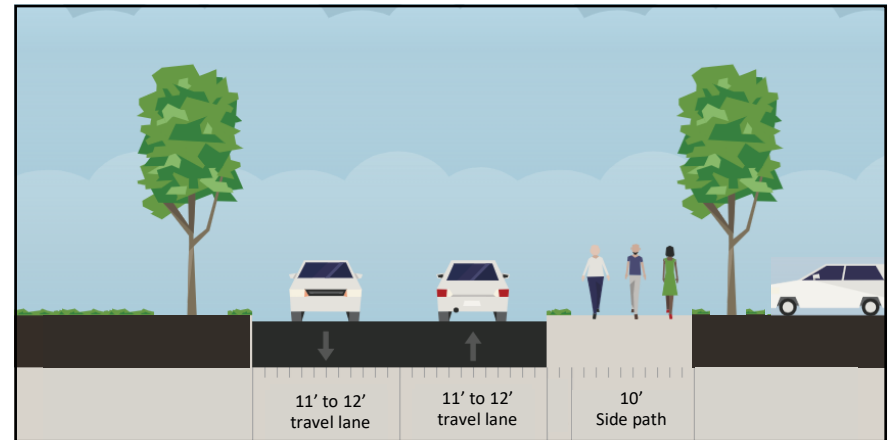 11’ to 12’
travel lane
11’ to 12’
travel lane
10’
Side path